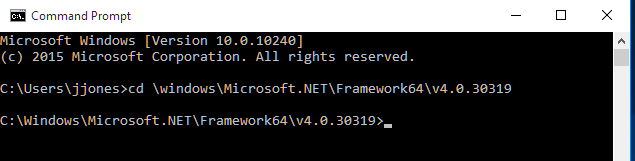 Command Prompt
Microsoft Windows [Version 10.0.10240]
(c) 2015 Microsoft Corporation. All rights reserved.
C:\Users\jjones>cd \windows\Microsoft.NET\Framework64\v4.0.30319
C:\Windows\Microsoft.NET\Framework64\v4.0.30319>_